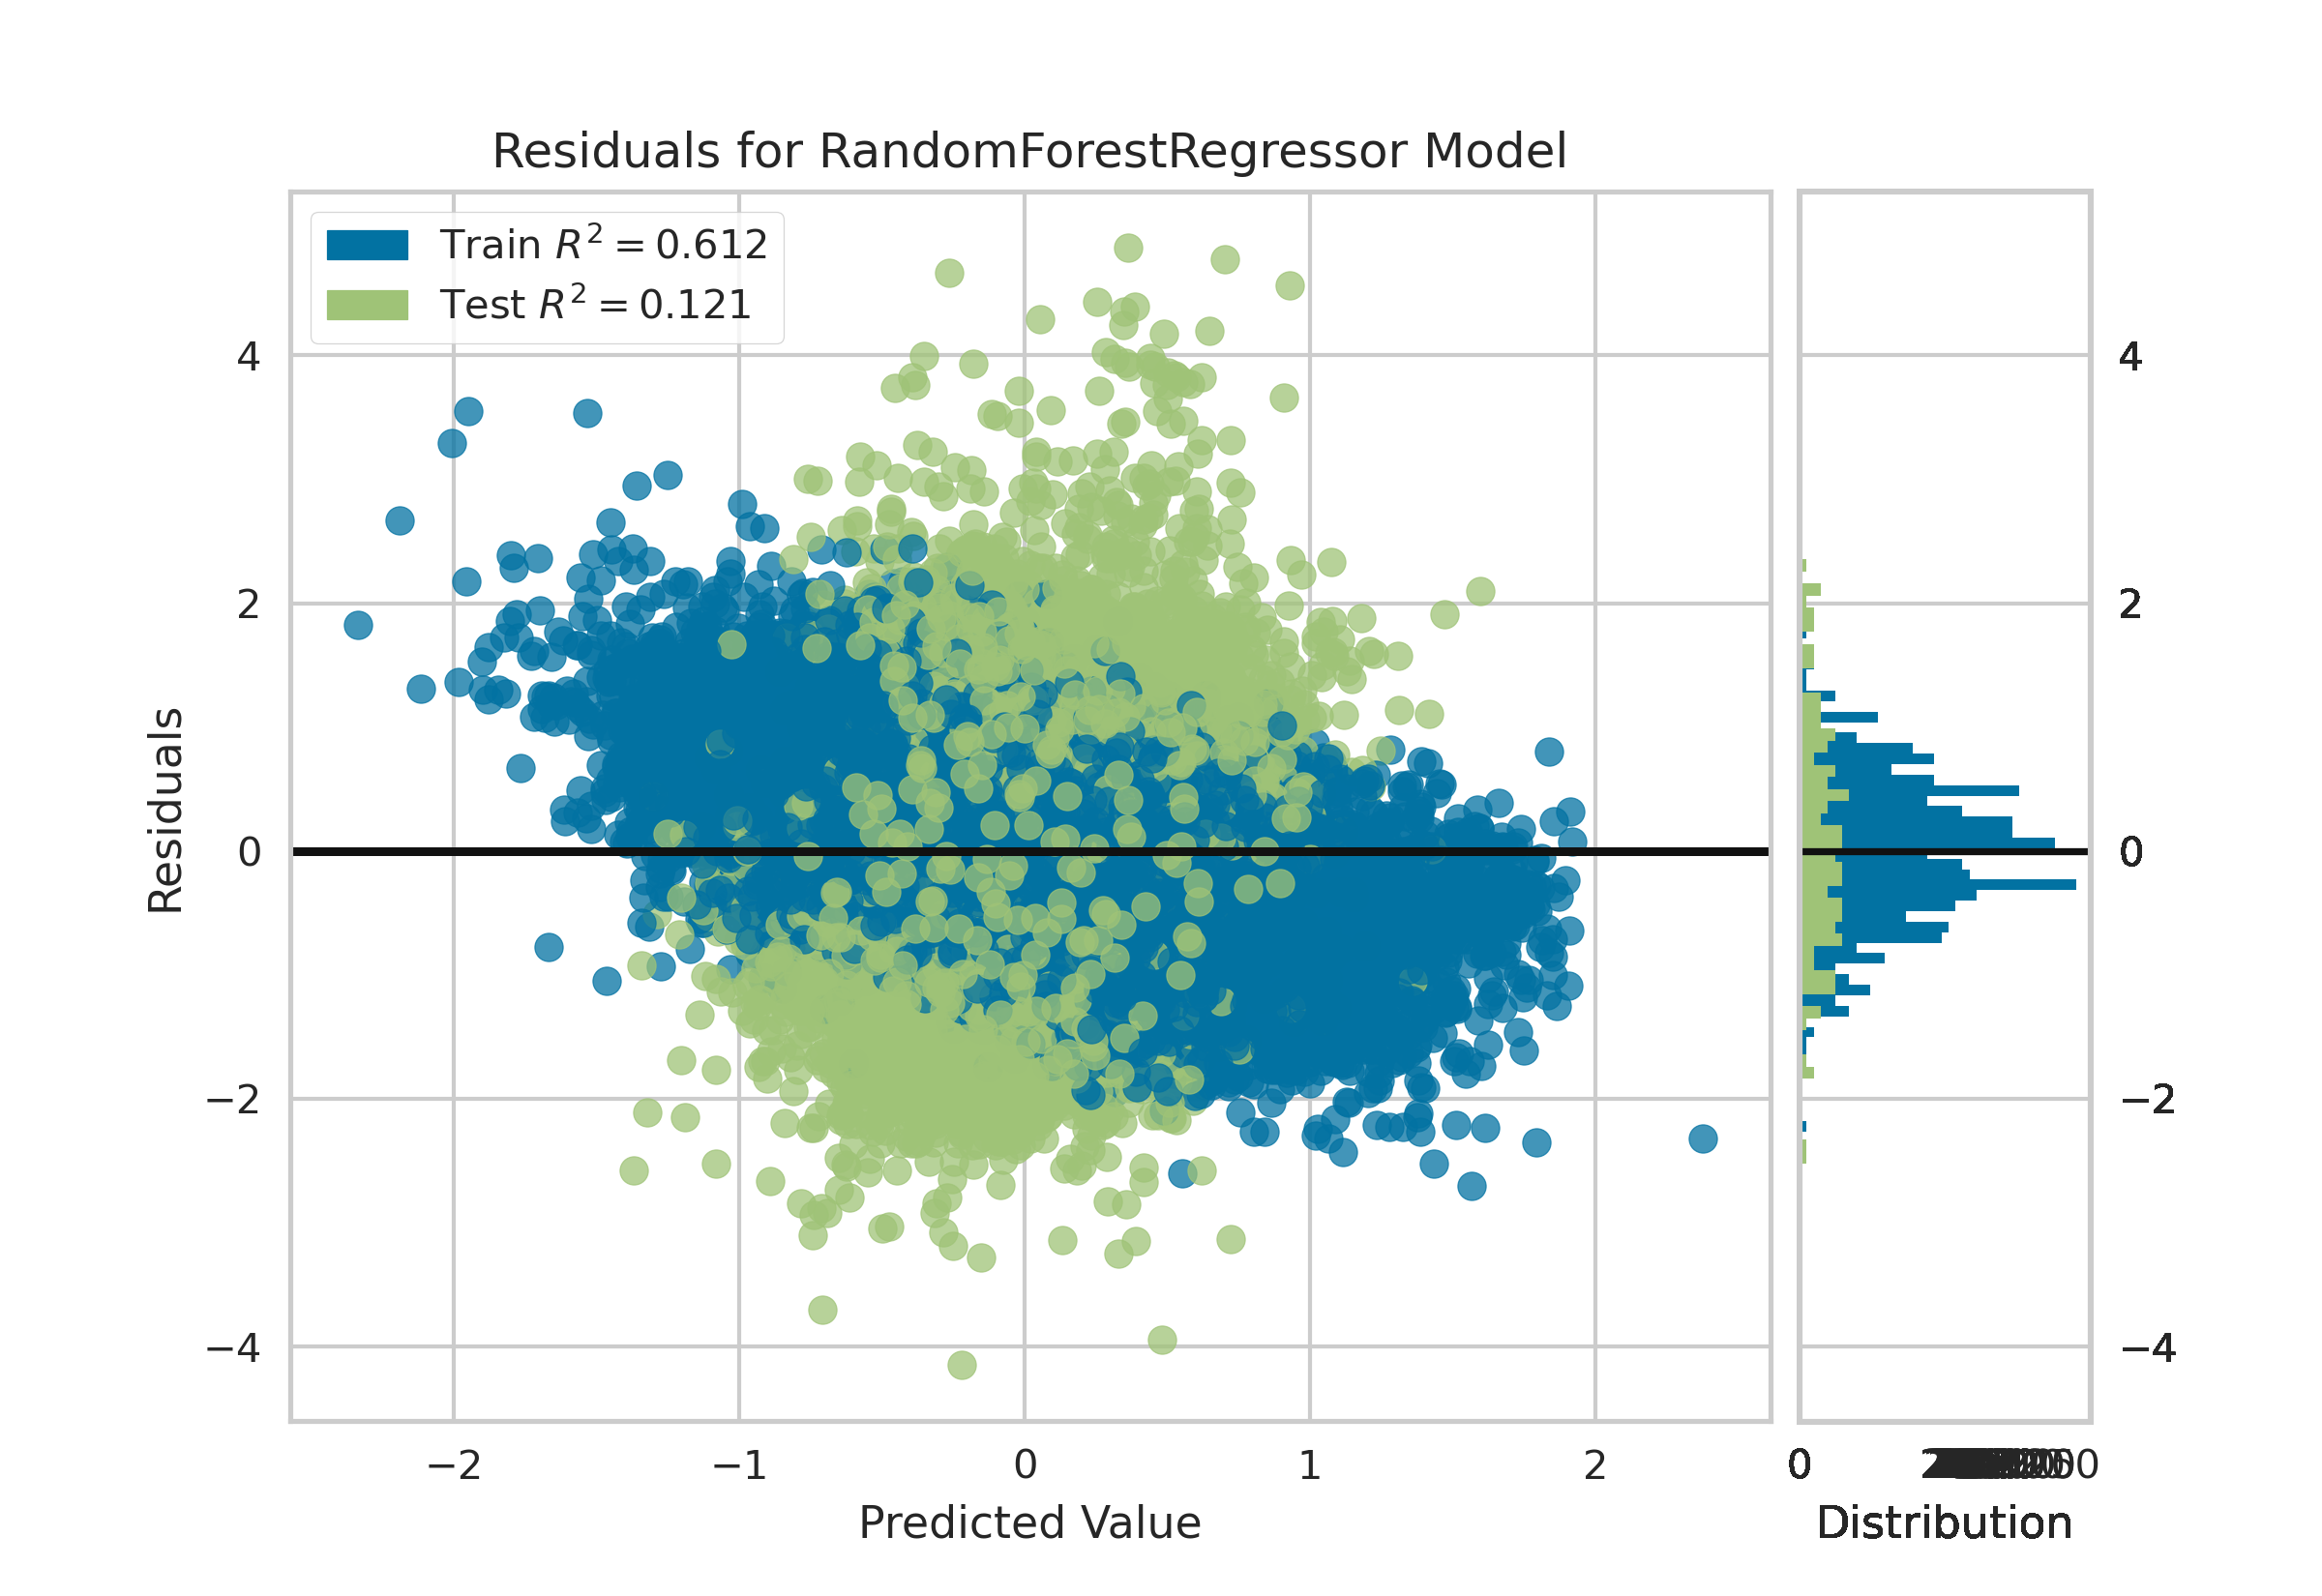 Residuals for RandomForestRegressor Model
Train R² = 0.612
Test R² = 0.121
Residuals
4
2
0
−2
−4
−2
−1
0
1
2
Predicted Value
4
2
0
−2
−4
0
Distribution